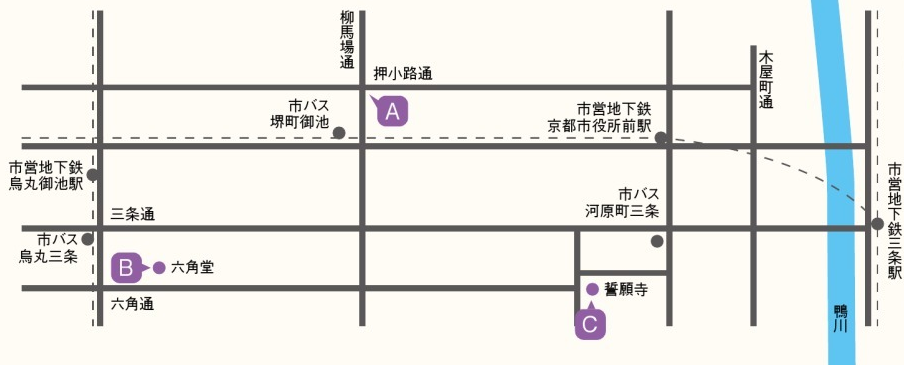 柳馬場通
押小路通
木屋町通
A
市バス
堺町御池
市営地下鉄
京都市役所前駅
市営地下鉄
烏丸御池駅
市バス
河原町三条
市営地下鉄三条駅
三条通
市バス
烏丸三条
B
六角堂
誓願寺
六角通
C
鴨川